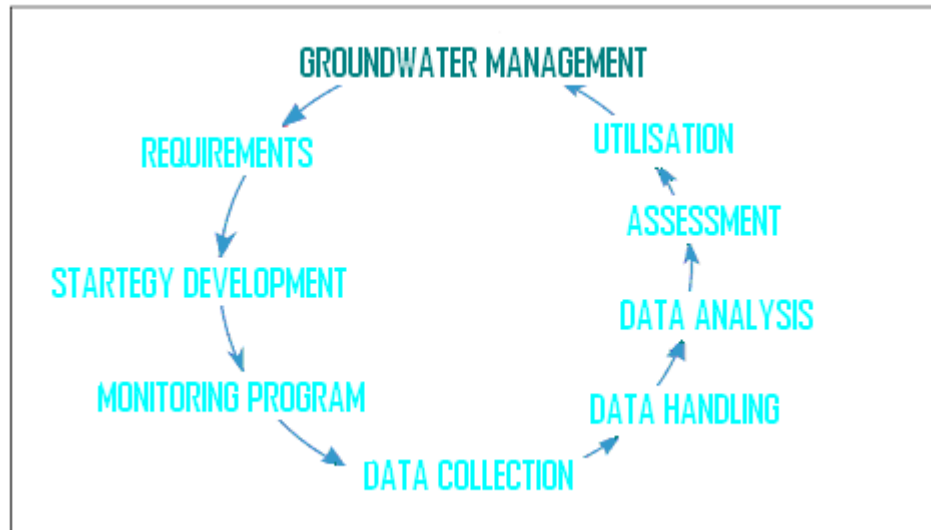 GROUNDWATER MANAGEMENT
REQUIREMENTS
STARTEGY DEVELOPMENT
MONITORING PROGRAM
DATA COLLECTION
DATA HANDLING
DATA ANALYSIS
ASSESSMENT
UTILISATION